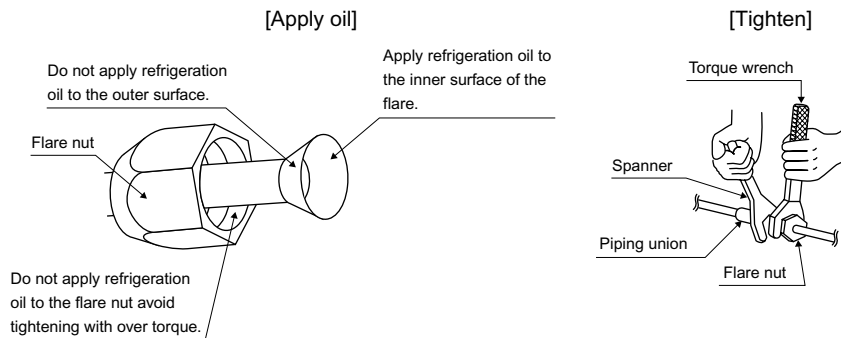 [Apply oil]
Do not apply refrigeration
oil to the outer surface.
Apply refrigeration oil to
the inner surface of the
flare.
Flare nut
Do not apply refrigeration
oil to the flare nut avoid
tightening with over torque.
[Tighten]
Torque wrench
Spanner
Piping union
Flare nut